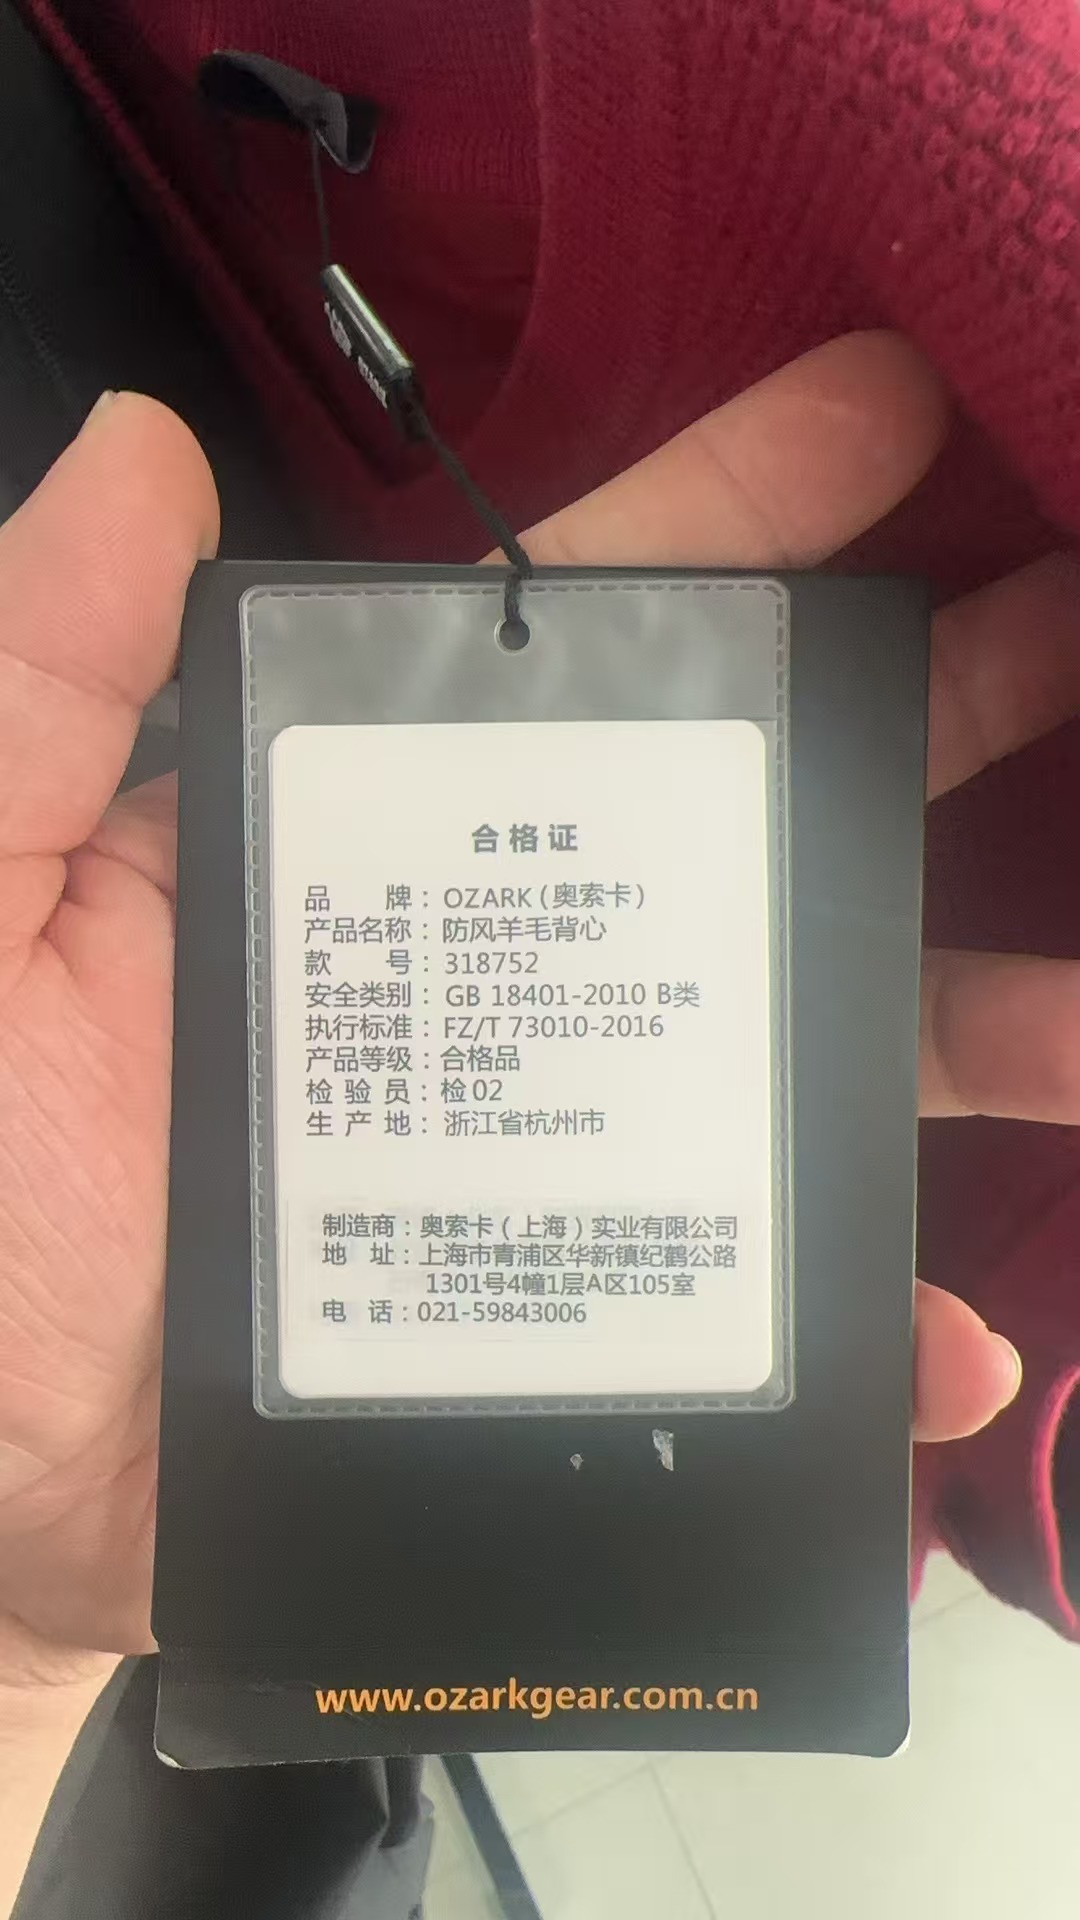 合格证
品牌：OZARK（奥索卡）
产品名称：防风羊毛背心
款号：318752
安全类别：GB 18401-2010 B类
执行标准：FZ/T 73010-2016
产品等级：合格品
检验员：检02
生产地：浙江省杭州市
制造商：奥索卡（上海）实业有限公司
地址：上海市青浦区华新镇纪鹤公路
1301号4幢1层A区105室
电话：021-59843006
www.ozarkgear.com.cn